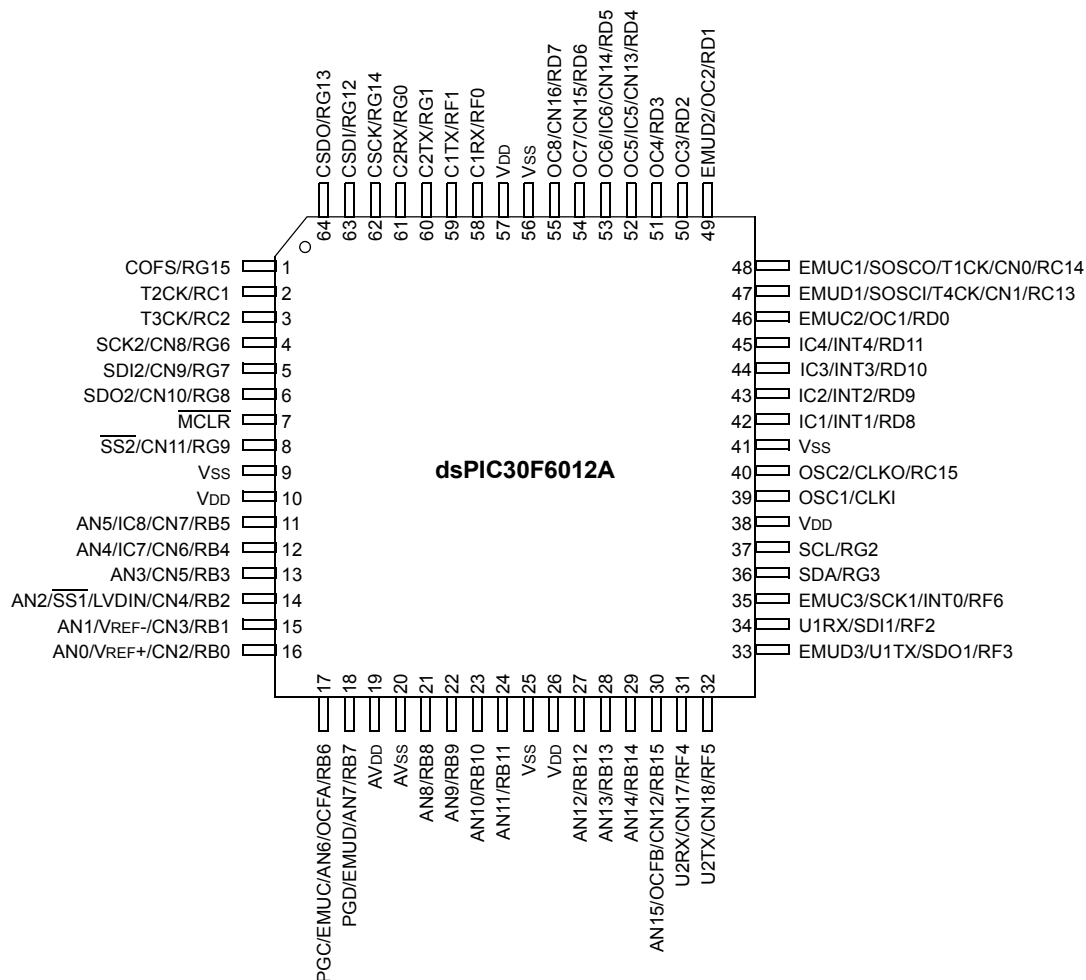 CSDO/RG13
CSDI/RG12
CSCK/RG14
C2RX/RG0
C2TX/RG1
C1TX/RF1
C1RX/RF0
VDD
VSS
OC8/CN16/RD7
OC7/CN15/RD6
OC6/IC6/CN14/RD5
OC5/IC5/CN13/RD4
OC4/RD3
OC3/RD2
EMUD2/OC2/RD1
64
63
62
61
60
59
58
57
56
55
54
53
52
51
50
49
COFS/RG15 1
T2CK/RC1 2
T3CK/RC2 3
SCK2/CN8/RG6 4
SDI2/CN9/RG7 5
SDO2/CN10/RG8 6
MCLR 7
SS2/CN11/RG9 8
VSS 9
VDD 10
AN5/IC8/CN7/RB5 11
AN4/IC7/CN6/RB4 12
AN3/CN5/RB3 13
AN2/SS1/LVDIN/CN4/RB2 14
AN1/VREF-/CN3/RB1 15
AN0/VREF+/CN2/RB0 16
dsPIC30F6012A
48 EMUC1/SOSCO/T1CK/CN0/RC14
47 EMUD1/SOSCI/T4CK/CN1/RC13
46 EMUC2/OC1/RD0
45 IC4/INT4/RD11
44 IC3/INT3/RD10
43 IC2/INT2/RD9
42 IC1/INT1/RD8
41 VSS
40 OSC2/CLKO/RC15
39 OSC1/CLKI
38 VDD
37 SCL/RG2
36 SDA/RG3
35 EMUC3/SCK1/INT0/RF6
34 U1RX/SDI1/RF2
33 EMUD3/U1TX/SDO1/RF3
17
18
19
20
21
22
23
24
25
26
27
28
29
30
31
32
PGC/EMUC/AN6/OCFA/RB6
PGD/EMUD/AN7/RB7
AVDD
AVSS
AN8/RB8
AN9/RB9
AN10/RB10
AN11/RB11
VSS
VDD
AN12/RB12
AN13/RB13
AN14/RB14
AN15/OCFB/CN12/RB15
U2RX/CN17/RF4
U2TX/CN18/RF5